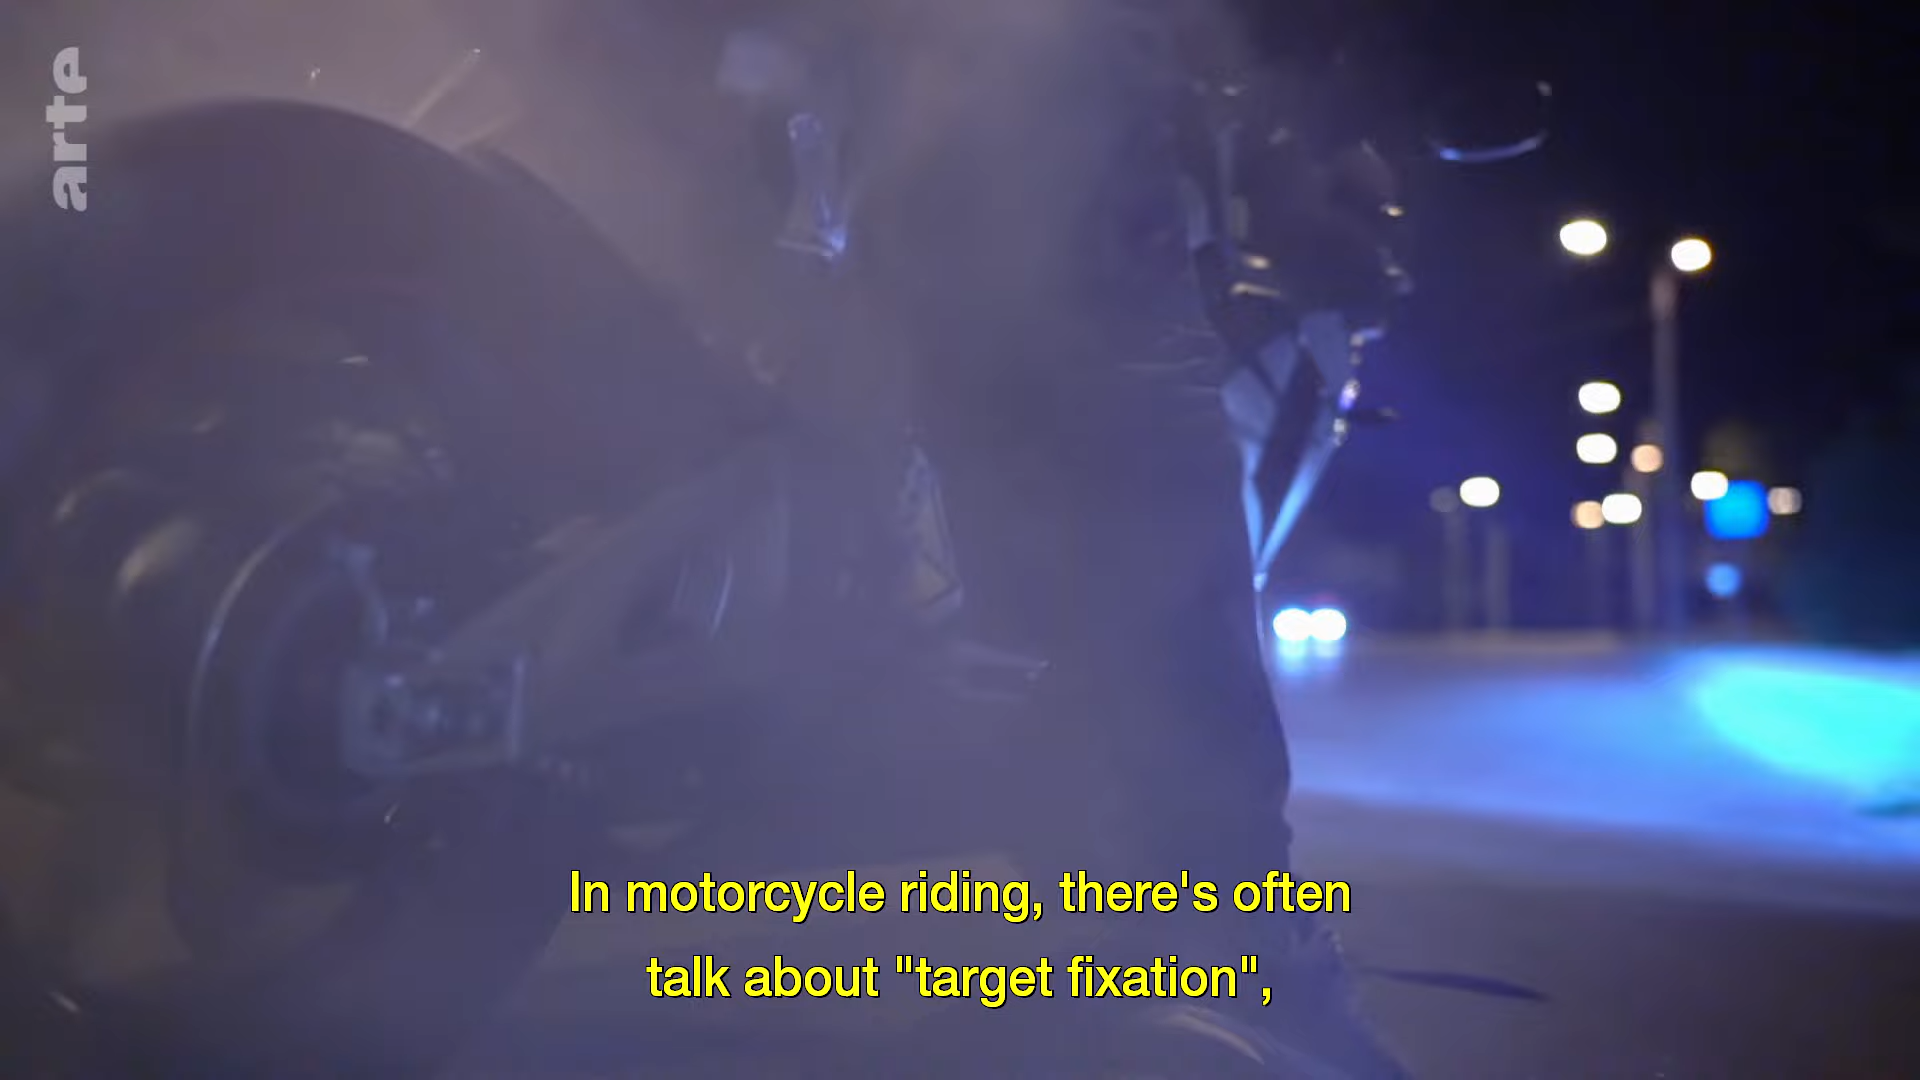 arte
In motorcycle riding, there's often
talk about "target fixation",